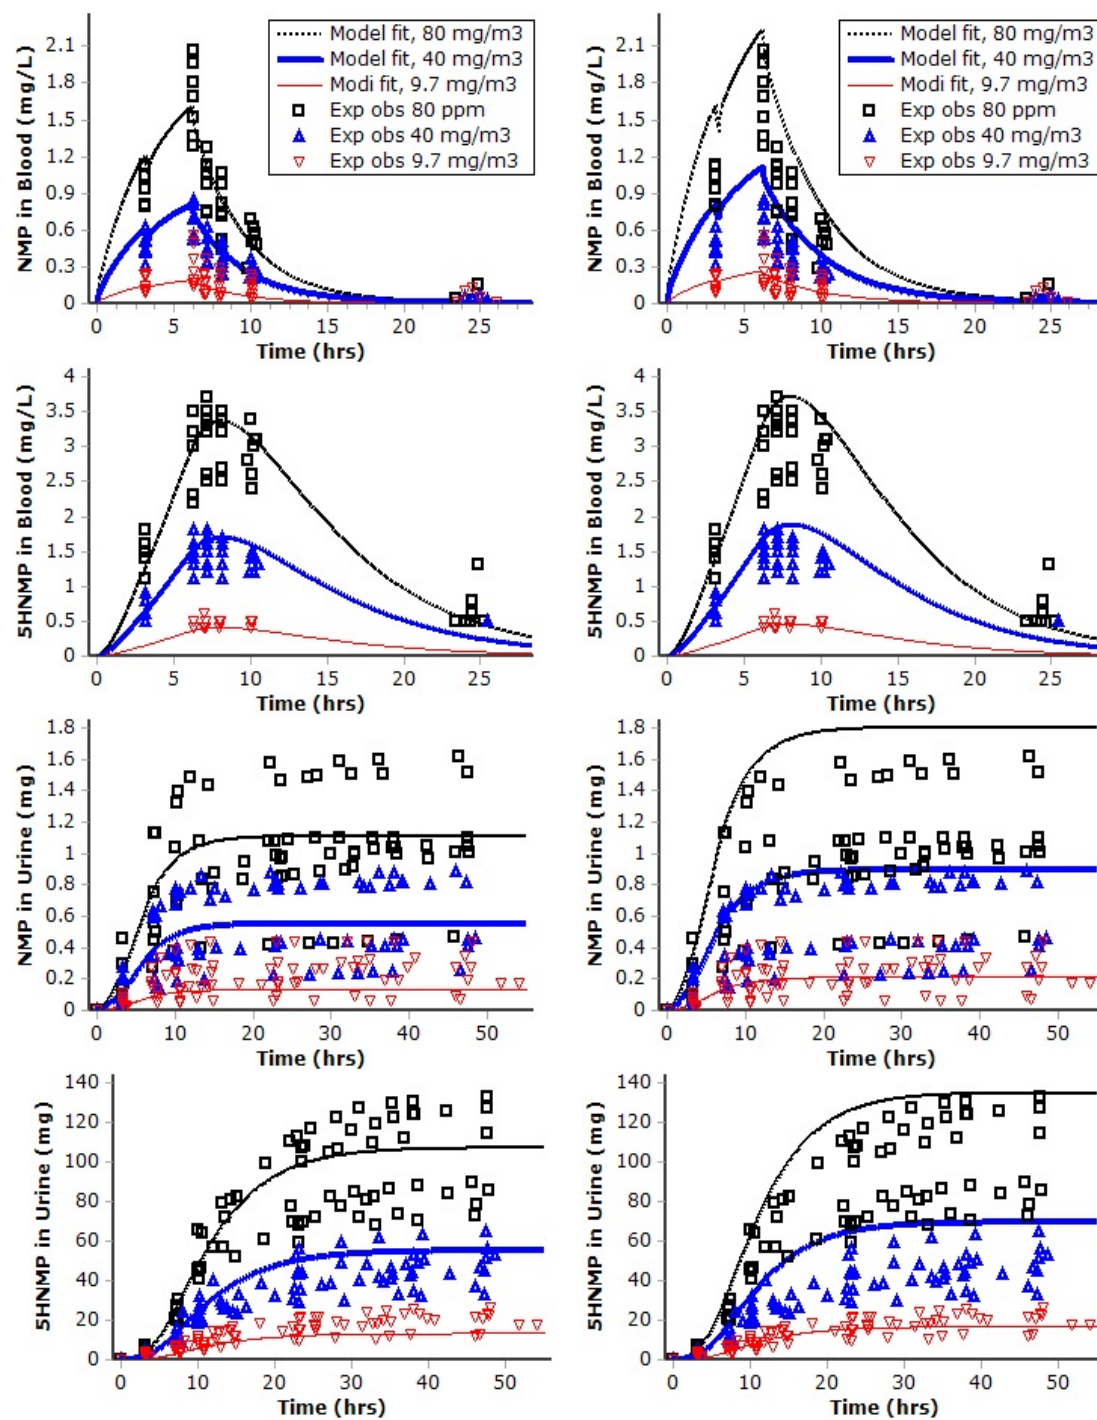 NMP in Blood (mg/L)
2.1
1.8
1.5
1.2
0.9
0.6
0.3
0
Model fit, 80 mg/m3
Model fit, 40 mg/m3
Modi fit, 9.7 mg/m3
Exp obs 80 ppm
Exp obs 40 mg/m3
Exp obs 9.7 mg/m3
0 5 10 15 20 25
Time (hrs)
NMP in Blood (mg/L)
2.1
1.8
1.5
1.2
0.9
0.6
0.3
0
Model fit, 80 mg/m3
Model fit, 40 mg/m3
Modi fit, 9.7 mg/m3
Exp obs 80 ppm
Exp obs 40 mg/m3
Exp obs 9.7 mg/m3
0 5 10 15 20 25
Time (hrs)
5HNMP in Blood (mg/L)
4
3.5
3
2.5
2
1.5
1
0.5
0
0 5 10 15 20 25
Time (hrs)
5HNMP in Blood (mg/L)
4
3.5
3
2.5
2
1.5
1
0.5
0
0 5 10 15 20 25
Time (hrs)
NMP in Urine (mg)
1.8
1.6
1.4
1.2
1
0.8
0.6
0.4
0.2
0
0 10 20 30 40 50
Time (hrs)
NMP in Urine (mg)
1.8
1.6
1.4
1.2
1
0.8
0.6
0.4
0.2
0
0 10 20 30 40 50
Time (hrs)
5HNMP in Urine (mg)
140
120
100
80
60
40
20
0
0 10 20 30 40 50
Time (hrs)
5HNMP in Urine (mg)
140
120
100
80
60
40
20
0
0 10 20 30 40 50
Time (hrs)